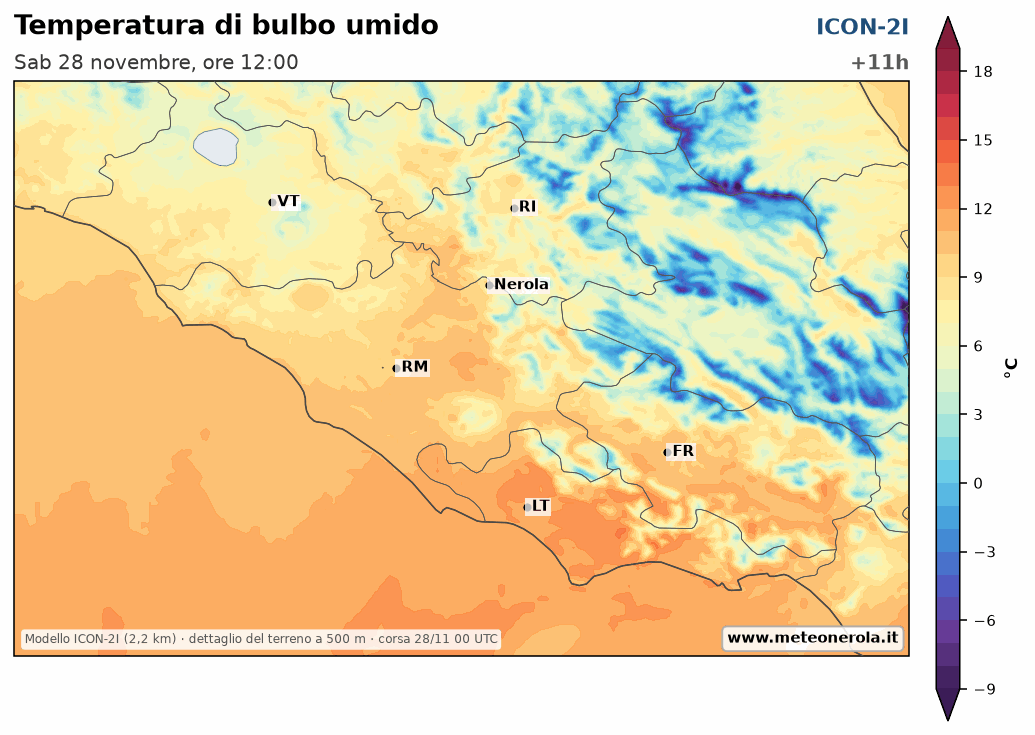 Temperatura di bulbo umido
ICON-2I
Sab 28 novembre, ore 12:00
+11h
VT
RI
Nerola
RM
FR
LT
18
15
12
9
6
3
0
−3
−6
−9
°C
Modello ICON-2I (2,2 km) · dettaglio del terreno a 500 m · corsa 28/11 00 UTC
www.meteonerola.it